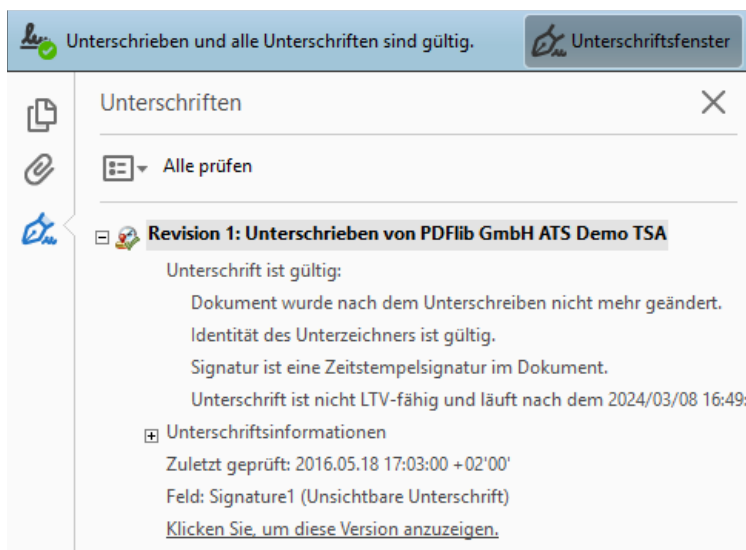 Unterschrieben und alle Unterschriften sind gültig.
Unterschriftsfenster
Unterschriften
Alle prüfen
Revision 1: Unterschrieben von PDFlib GmbH ATS Demo TSA
Unterschrift ist gültig:
Dokument wurde nach dem Unterschreiben nicht mehr geändert.
Identität des Unterzeichners ist gültig.
Signatur ist eine Zeitstempelsignatur im Dokument.
Unterschrift ist nicht LTV-fähig und läuft nach dem 2024/03/08 16:49:
Unterschriftsinformationen
Zuletzt geprüft: 2016.05.18 17:03:00 +02'00'
Feld: Signature1 (Unsichtbare Unterschrift)
Klicken Sie, um diese Version anzuzeigen.